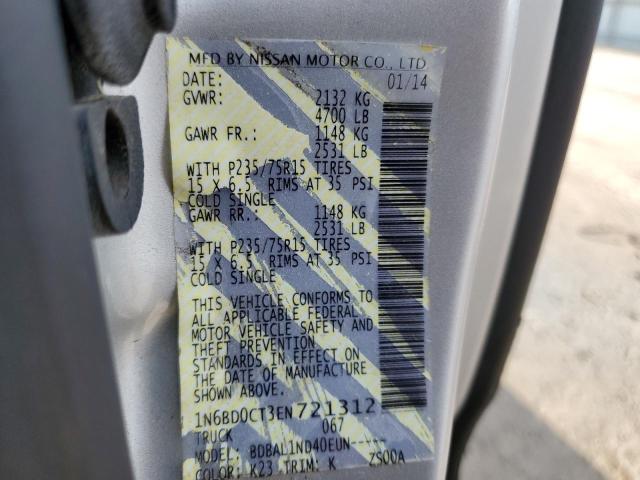 MFD BY NISSAN MOTOR CO., LTD
DATE: 01/14
GVWR: 2132 KG
4700 LB
GAWR FR.: 1148 KG
2531 LB
WITH P235/75R15 TIRES
15 X 6.5 RIMS AT 35 PSI
COLD SINGLE
GAWR RR.: 1148 KG
2531 LB
WITH P235/75R15 TIRES
15 X 6.5 RIMS AT 35 PSI
COLD SINGLE
THIS VEHICLE CONFORMS TO
ALL APPLICABLE FEDERAL
MOTOR VEHICLE SAFETY AND
THEFT PREVENTION
STANDARDS IN EFFECT ON
THE DATE OF MANUFACTURE
SHOWN ABOVE.
1N6BD0CT3EN721312
TRUCK 067
MODEL: BDBAL1ND40EUN-----
COLOR: K23 TRIM: K ZS00A